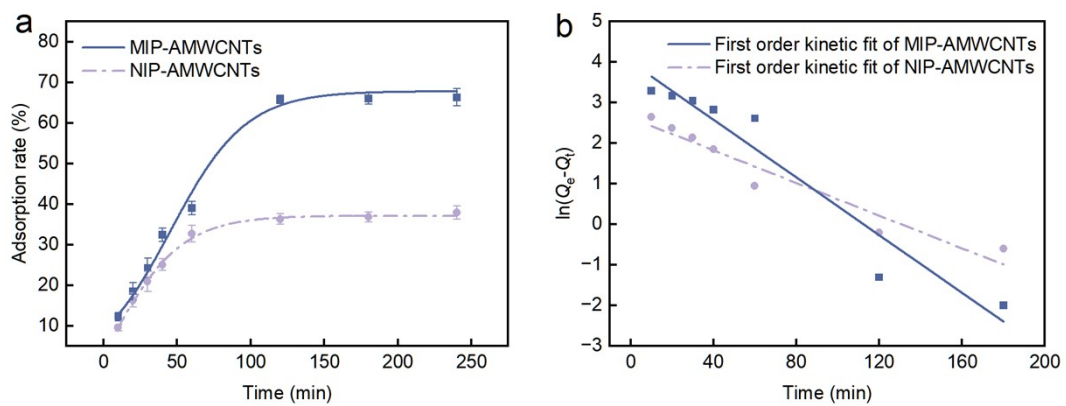 a
80
70
60
50
40
30
20
10
Adsorption rate (%)
MIP-AMWCNTs
NIP-AMWCNTs
0 50 100 150 200 250
Time (min)
b
5
4
3
2
1
0
−1
−2
−3
ln(Qe-Qt)
First order kinetic fit of MIP-AMWCNTs
First order kinetic fit of NIP-AMWCNTs
0 40 80 120 160 200
Time (min)